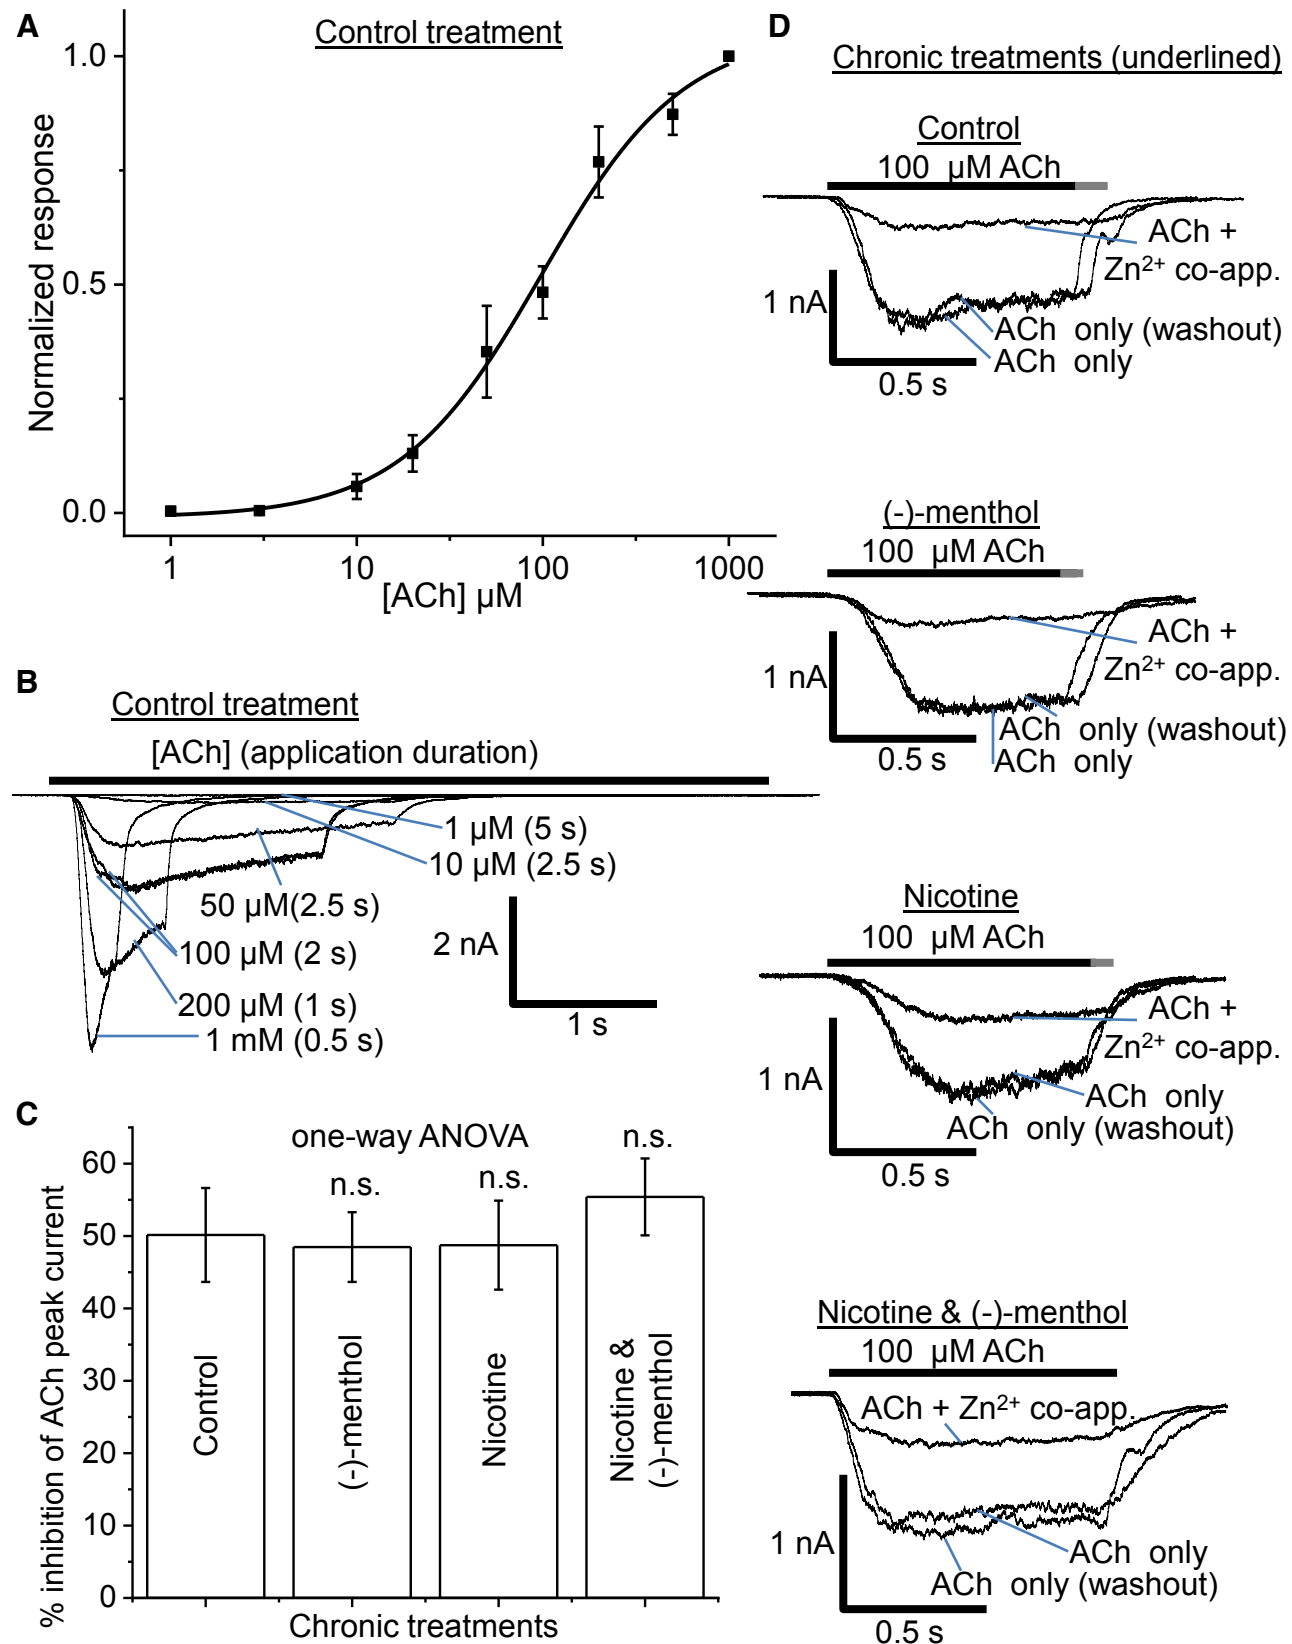 A
Control treatment
1.0
0.5
0.0
Normalized response
1
10
100
1000
[ACh] µM
B
Control treatment
[ACh] (application duration)
1 µM (5 s)
10 µM (2.5 s)
50 µM(2.5 s)
100 µM (2 s)
200 µM (1 s)
1 mM (0.5 s)
2 nA
1 s
C
one-way ANOVA
n.s.
n.s.
n.s.
60
50
40
30
20
10
0
% inhibition of ACh peak current
Control
(-)-menthol
Nicotine
Nicotine &
(-)-menthol
Chronic treatments
D
Chronic treatments (underlined)
Control
100 µM ACh
ACh +
Zn²⁺ co-app.
1 nA
ACh only (washout)
ACh only
0.5 s
(-)-menthol
100 µM ACh
ACh +
Zn²⁺ co-app.
1 nA
ACh only (washout)
ACh only
0.5 s
Nicotine
100 µM ACh
ACh +
Zn²⁺ co-app.
1 nA
ACh only
ACh only (washout)
0.5 s
Nicotine & (-)-menthol
100 µM ACh
ACh + Zn²⁺ co-app.
1 nA
ACh only
ACh only (washout)
0.5 s